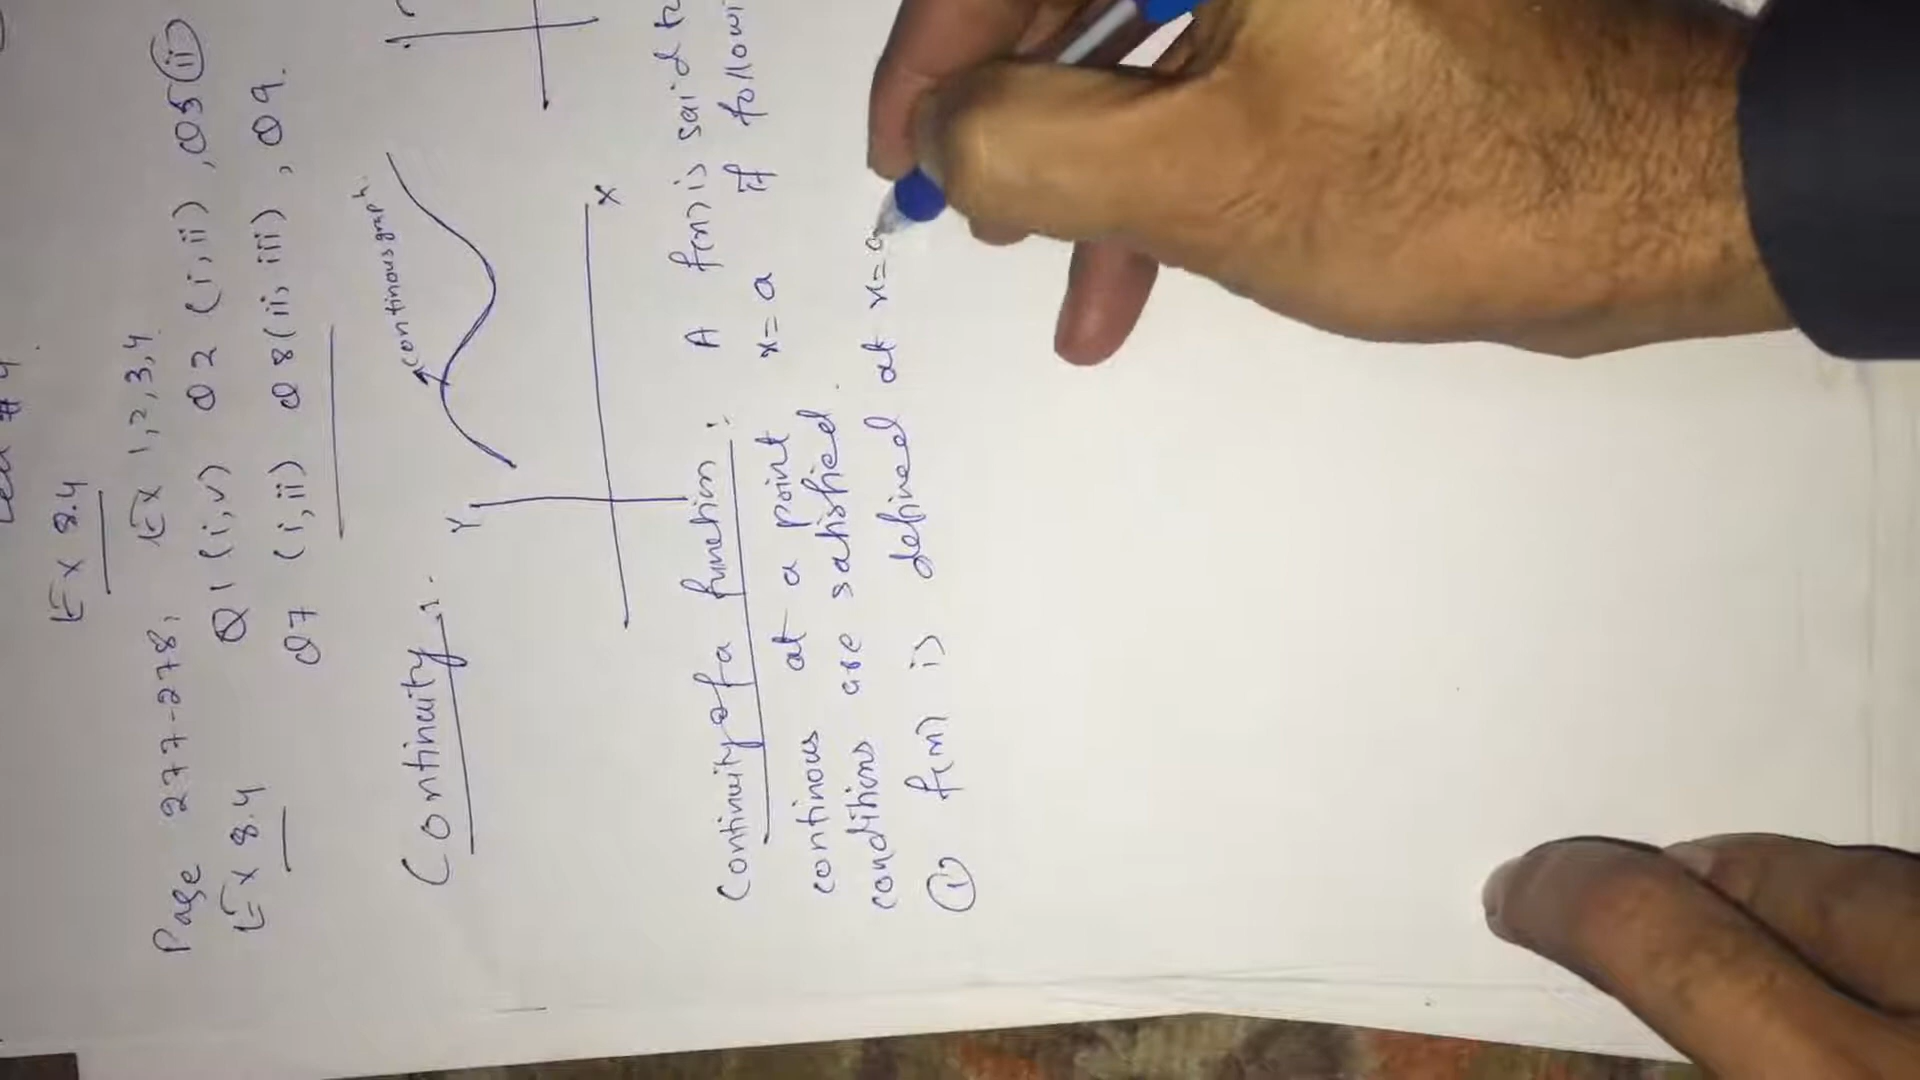 # 4
Ex 8.4
Page 277-278, Ex 1,2,3,4
Ex 8.4 Q1 (i,v) Q2 (i,ii) , Q5 (ii)
Q7 (i,ii) Q8 (ii, iii) , Q9.
Continuity :
continous graph.
Y
X
Continuity of a function : A f(x) is said
continous at a point x=a if
conditions are satisfied.
① f(x) is defined at x=a